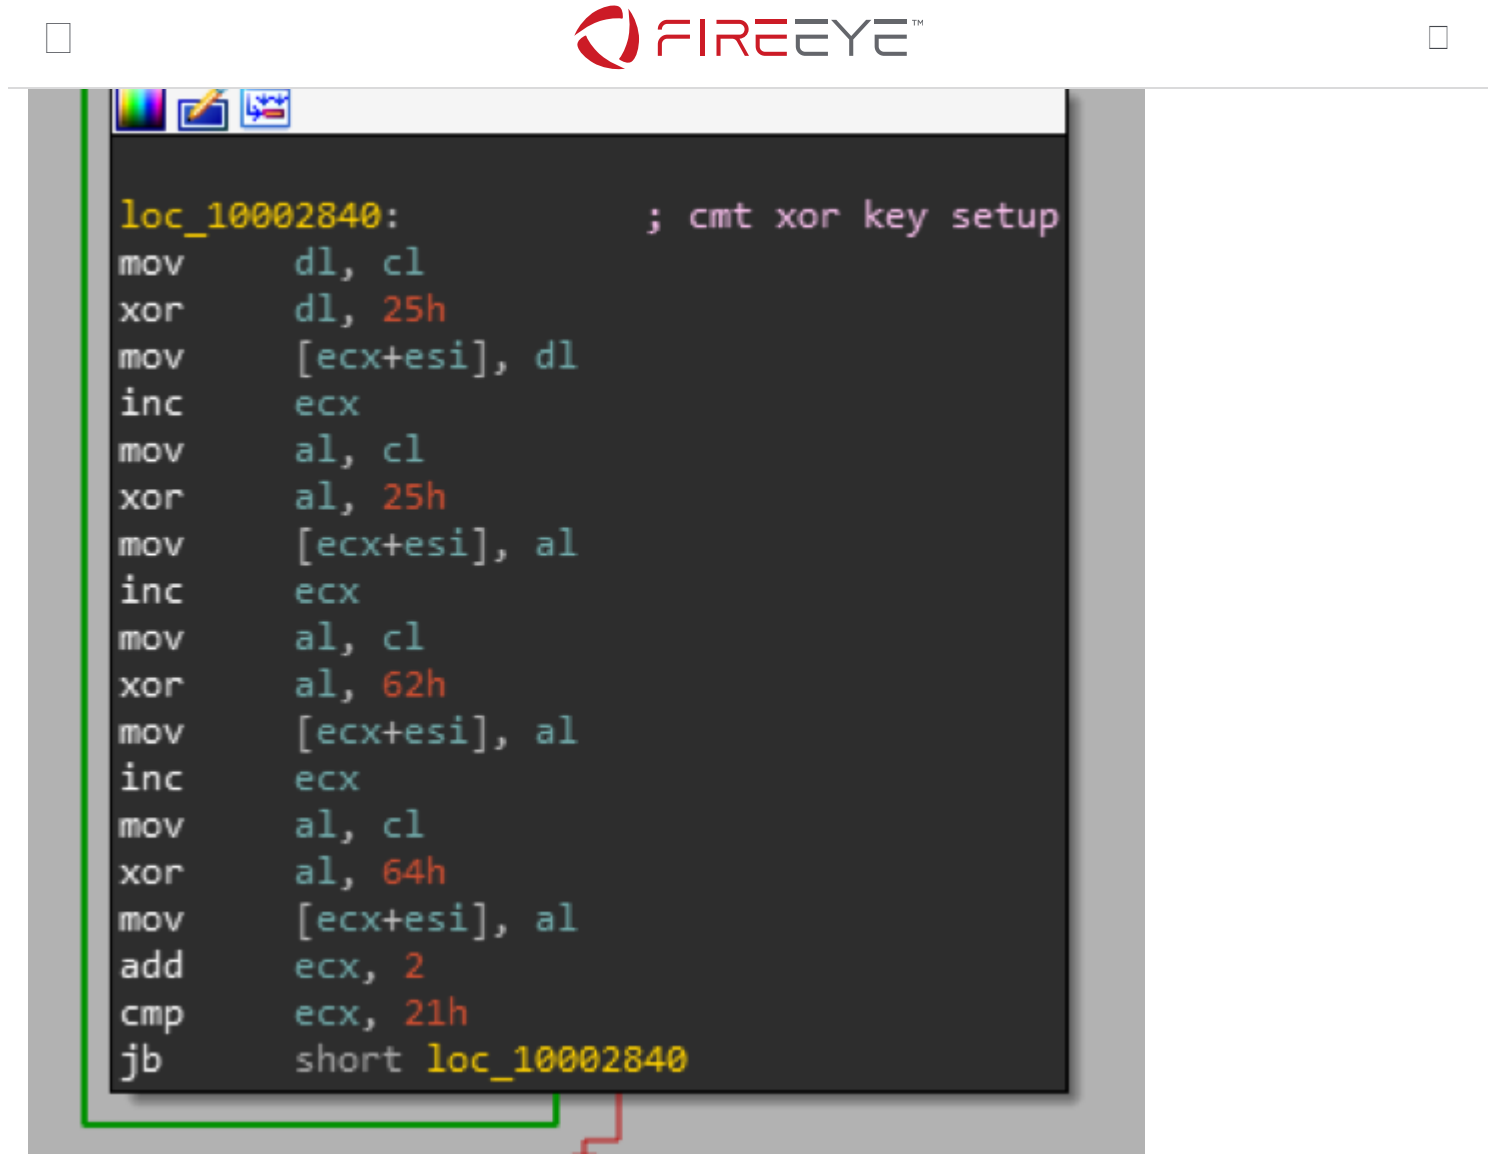 FIREEYE™
loc_10002840: ; cmt xor key setup
mov dl, cl
xor dl, 25h
mov [ecx+esi], dl
inc ecx
mov al, cl
xor al, 25h
mov [ecx+esi], al
inc ecx
mov al, cl
xor al, 62h
mov [ecx+esi], al
inc ecx
mov al, cl
xor al, 64h
mov [ecx+esi], al
add ecx, 2
cmp ecx, 21h
jb short loc_10002840